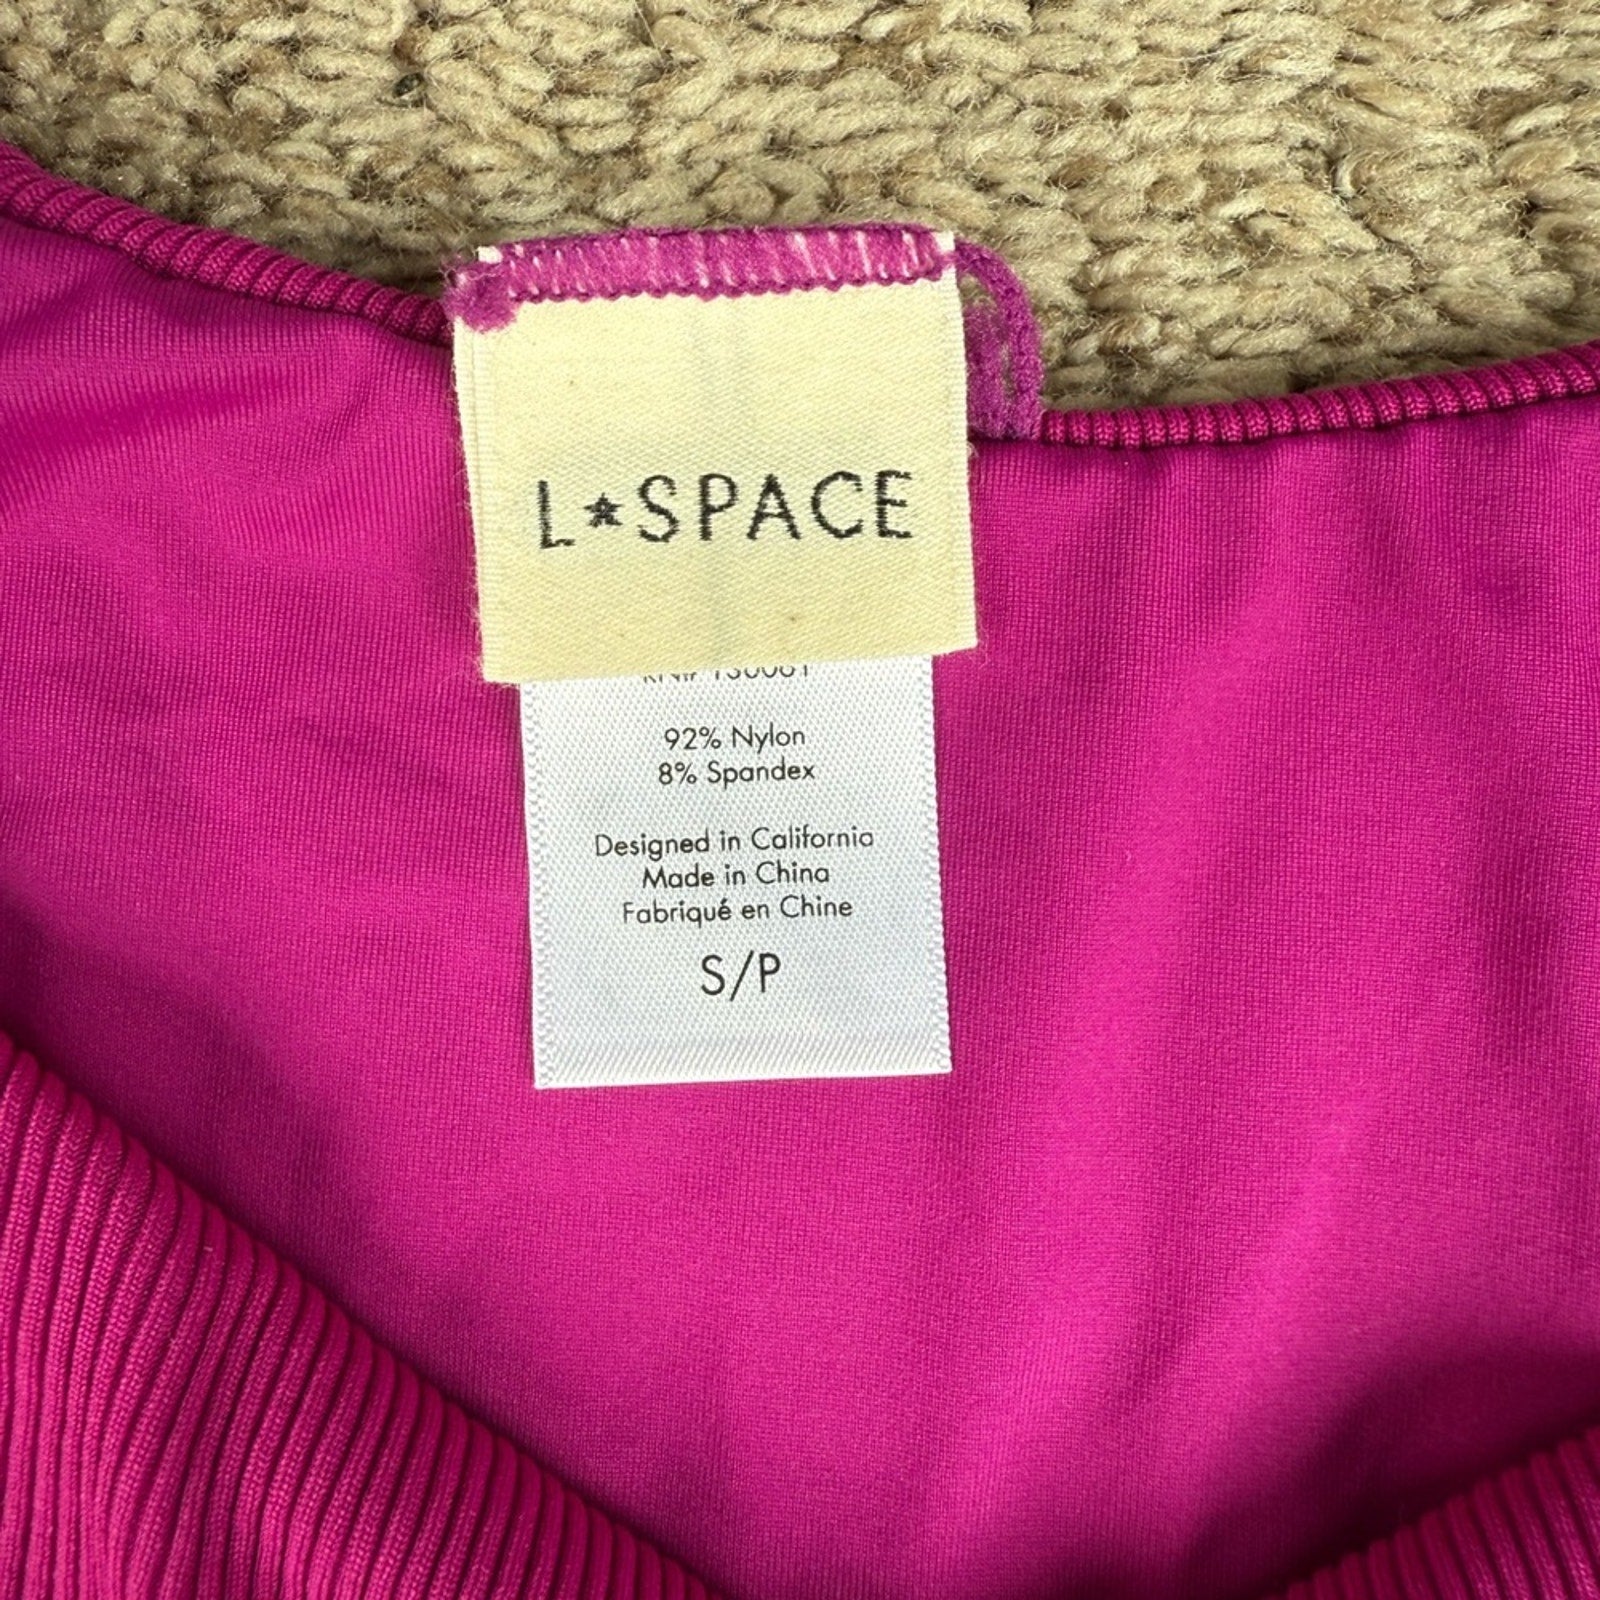 L★SPACE
92% Nylon
8% Spandex
Designed in California
Made in China
Fabriqué en Chine
S/P